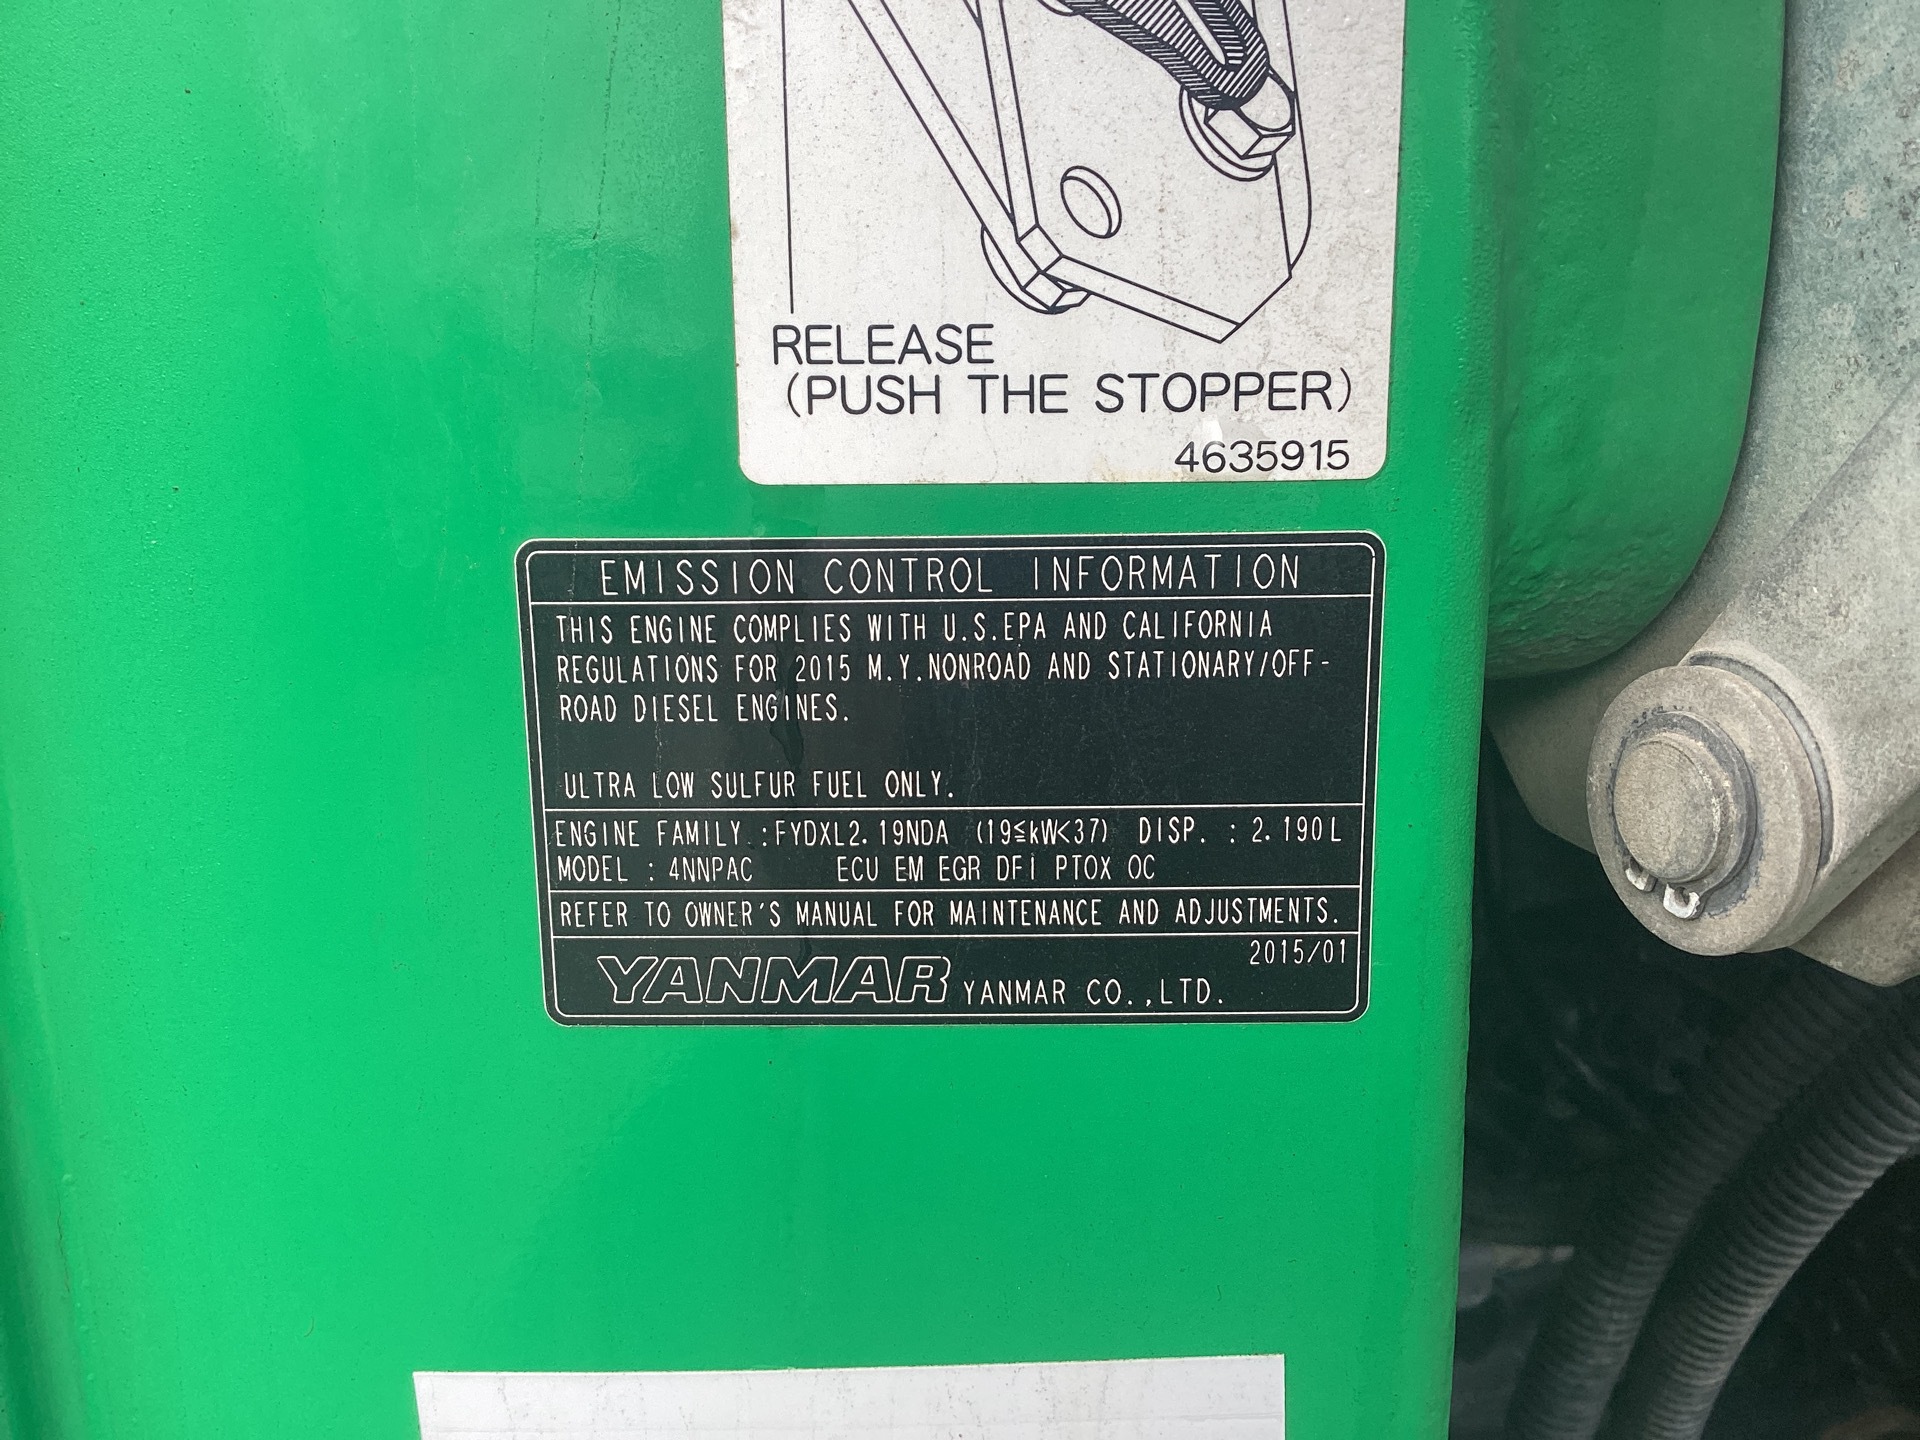 RELEASE
(PUSH THE STOPPER)
4635915
EMISSION CONTROL INFORMATION
THIS ENGINE COMPLIES WITH U.S.EPA AND CALIFORNIA
REGULATIONS FOR 2015 M.Y.NONROAD AND STATIONARY/OFF-
ROAD DIESEL ENGINES.
ULTRA LOW SULFUR FUEL ONLY.
ENGINE FAMILY.:FYDXL2.19NDA (19≦kW<37) DISP. : 2.190L
MODEL : 4NNPAC ECU EM EGR DFI PTOX OC
REFER TO OWNER'S MANUAL FOR MAINTENANCE AND ADJUSTMENTS.
2015/01
YANMAR YANMAR CO.,LTD.